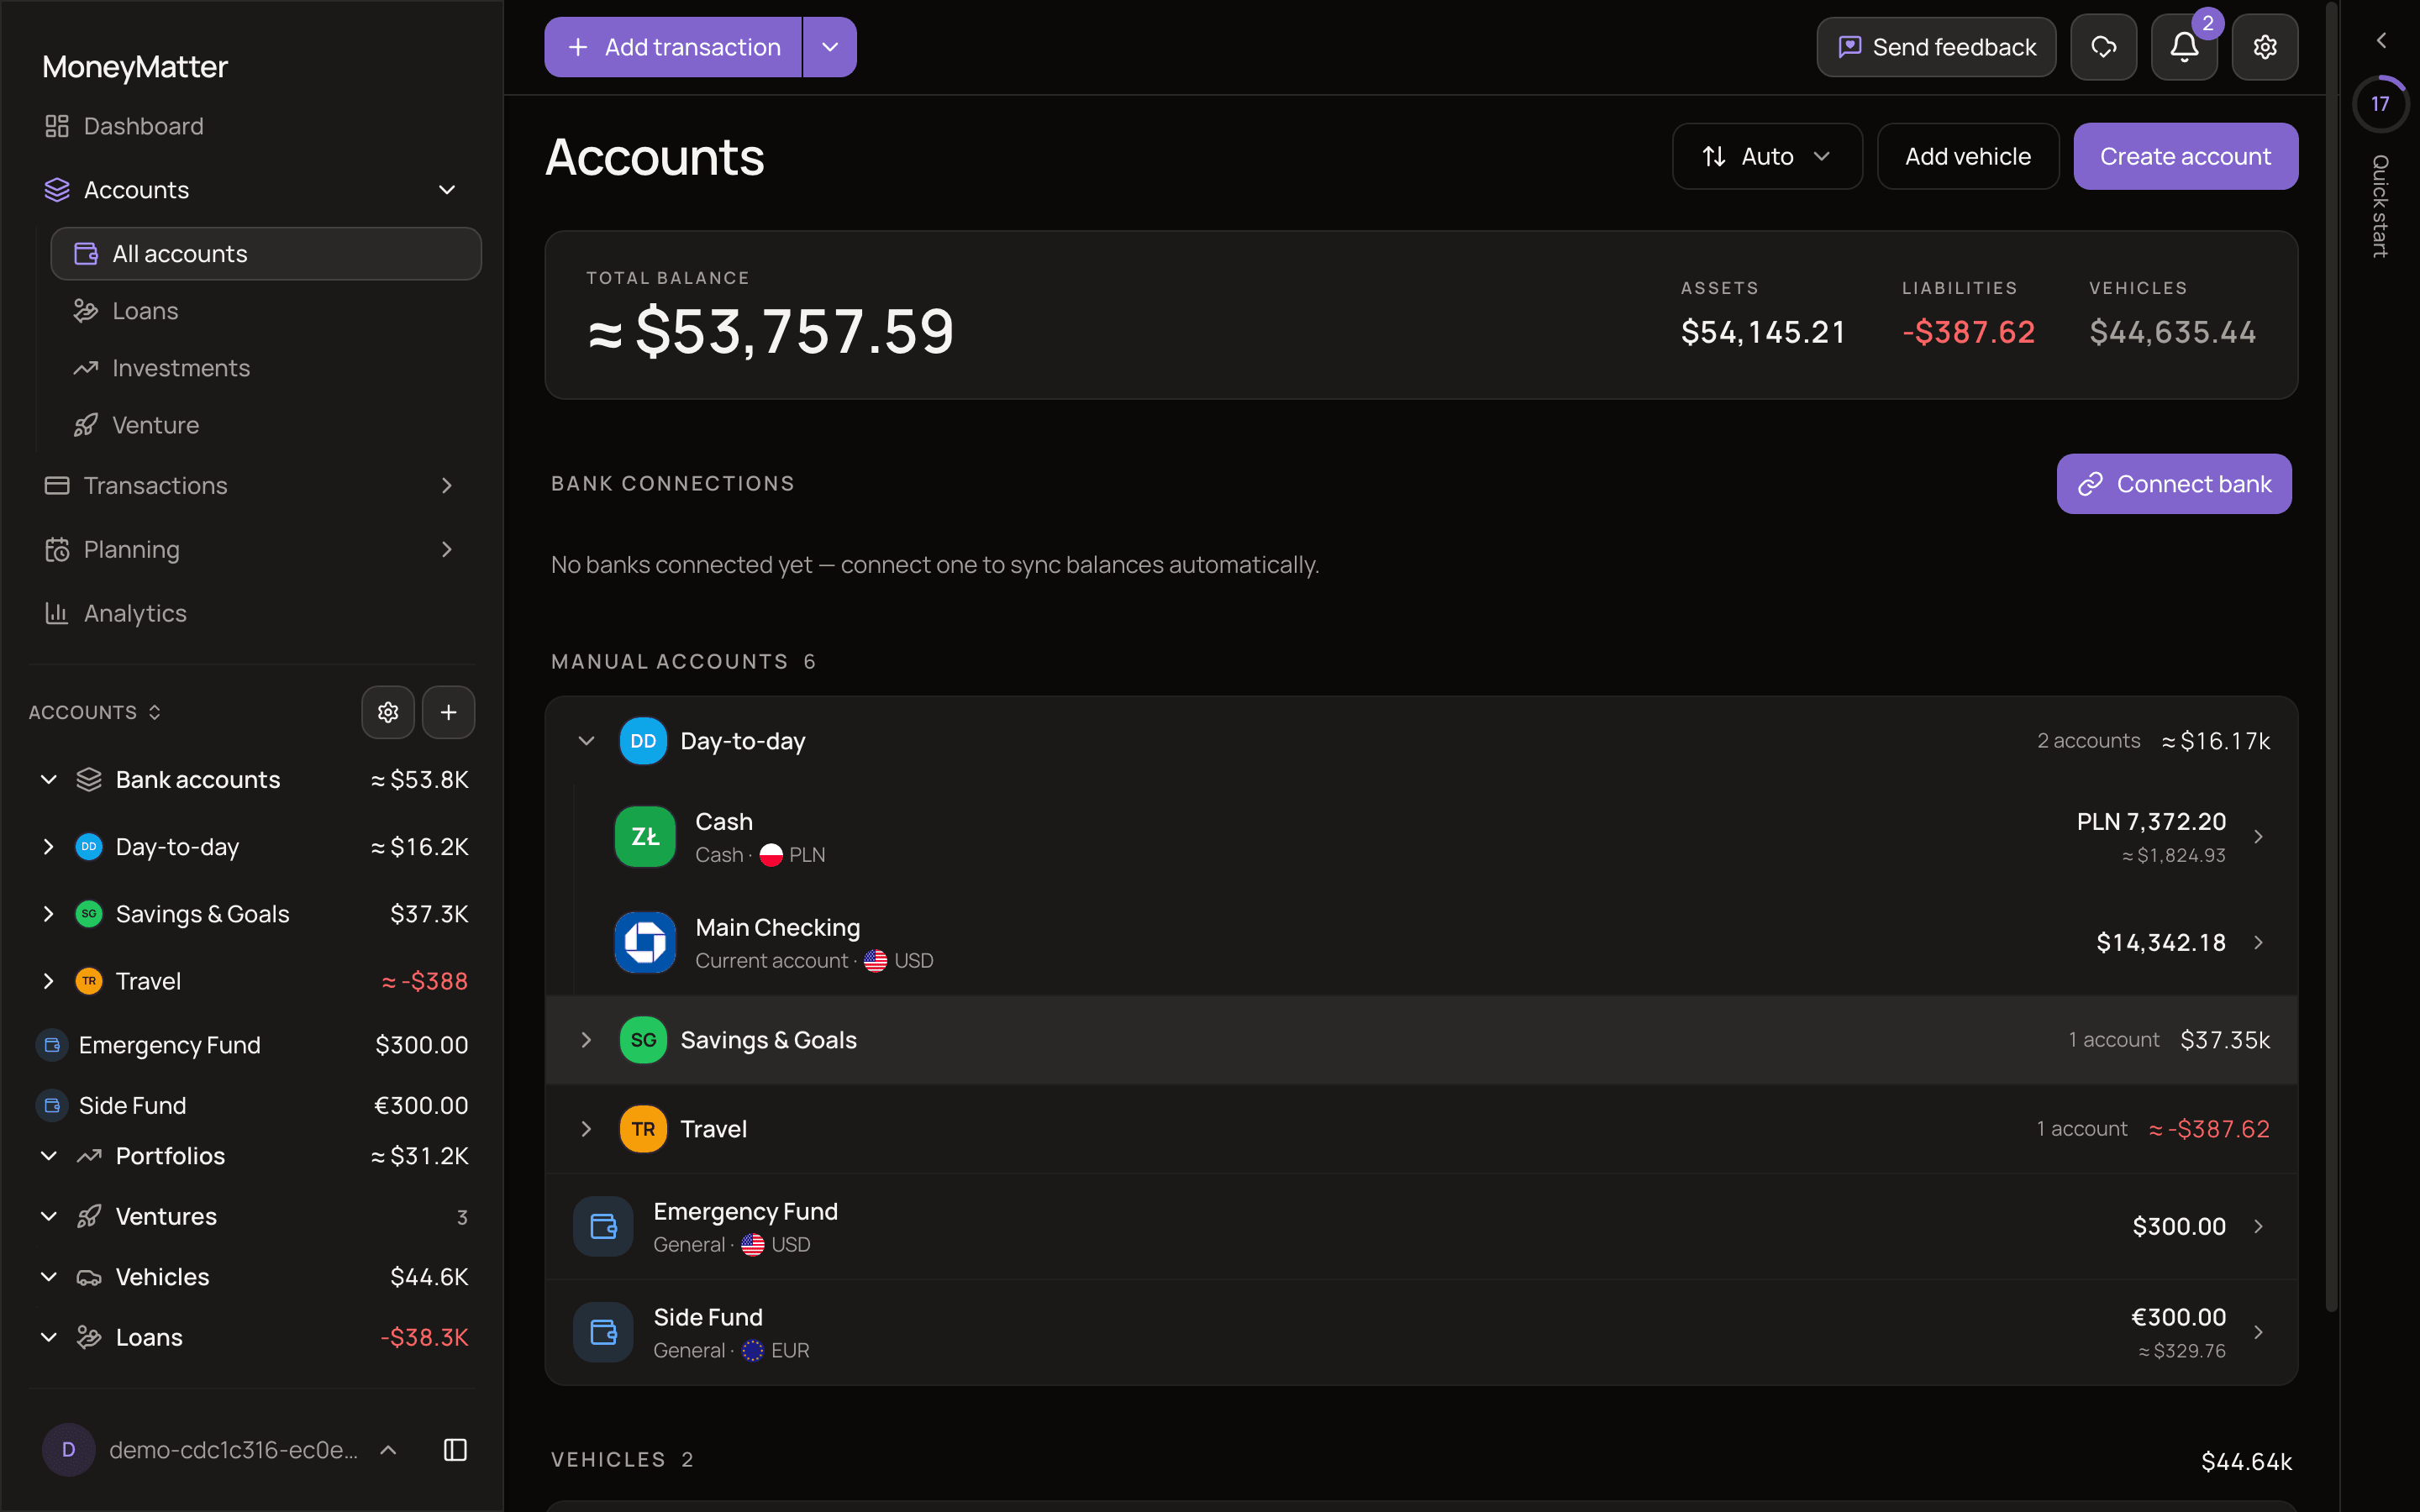 MoneyMatter
Dashboard
Accounts
All accounts
Loans
Investments
Venture
Transactions
Planning
Analytics
ACCOUNTS
Bank accounts ≈ $53.8K
DD Day-to-day ≈ $16.2K
SG Savings & Goals $37.3K
TR Travel ≈ -$388
Emergency Fund $300.00
Side Fund €300.00
Portfolios ≈ $31.2K
Ventures 3
Vehicles $44.6K
Loans -$38.3K
D demo-cdc1c316-ec0e...
Add transaction
Send feedback
2
Accounts
Auto
Add vehicle
Create account
TOTAL BALANCE
≈ $53,757.59
ASSETS
$54,145.21
LIABILITIES
-$387.62
VEHICLES
$44,635.44
BANK CONNECTIONS
Connect bank
No banks connected yet — connect one to sync balances automatically.
MANUAL ACCOUNTS 6
DD Day-to-day 2 accounts ≈ $16.17k
ZŁ Cash PLN 7,372.20
Cash · PLN ≈ $1,824.93
Main Checking $14,342.18
Current account · USD
SG Savings & Goals 1 account $37.35k
TR Travel 1 account ≈ -$387.62
Emergency Fund $300.00
General · USD
Side Fund €300.00
General · EUR ≈ $329.76
VEHICLES 2 $44.64k
17
Quick start